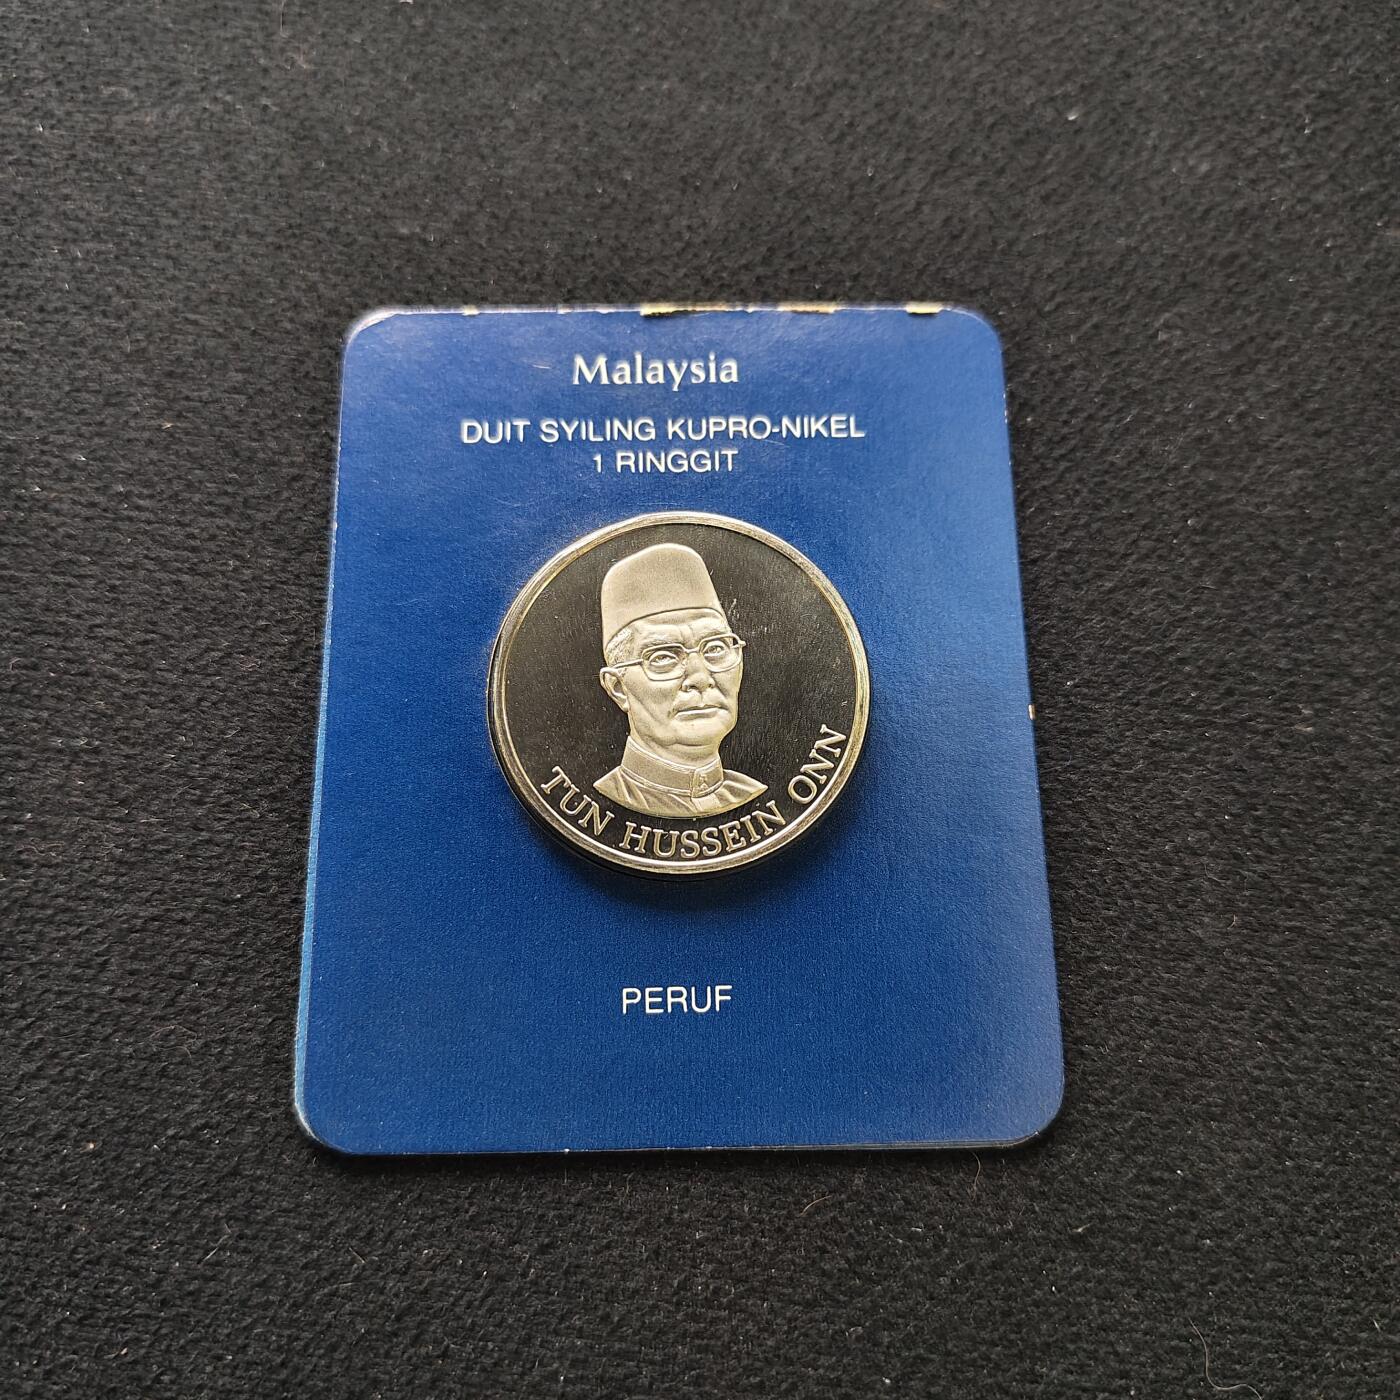 Malaysia
DUIT SYILING KUPRO-NIKEL
1 RINGGIT
TUN HUSSEIN ONN
PERUF